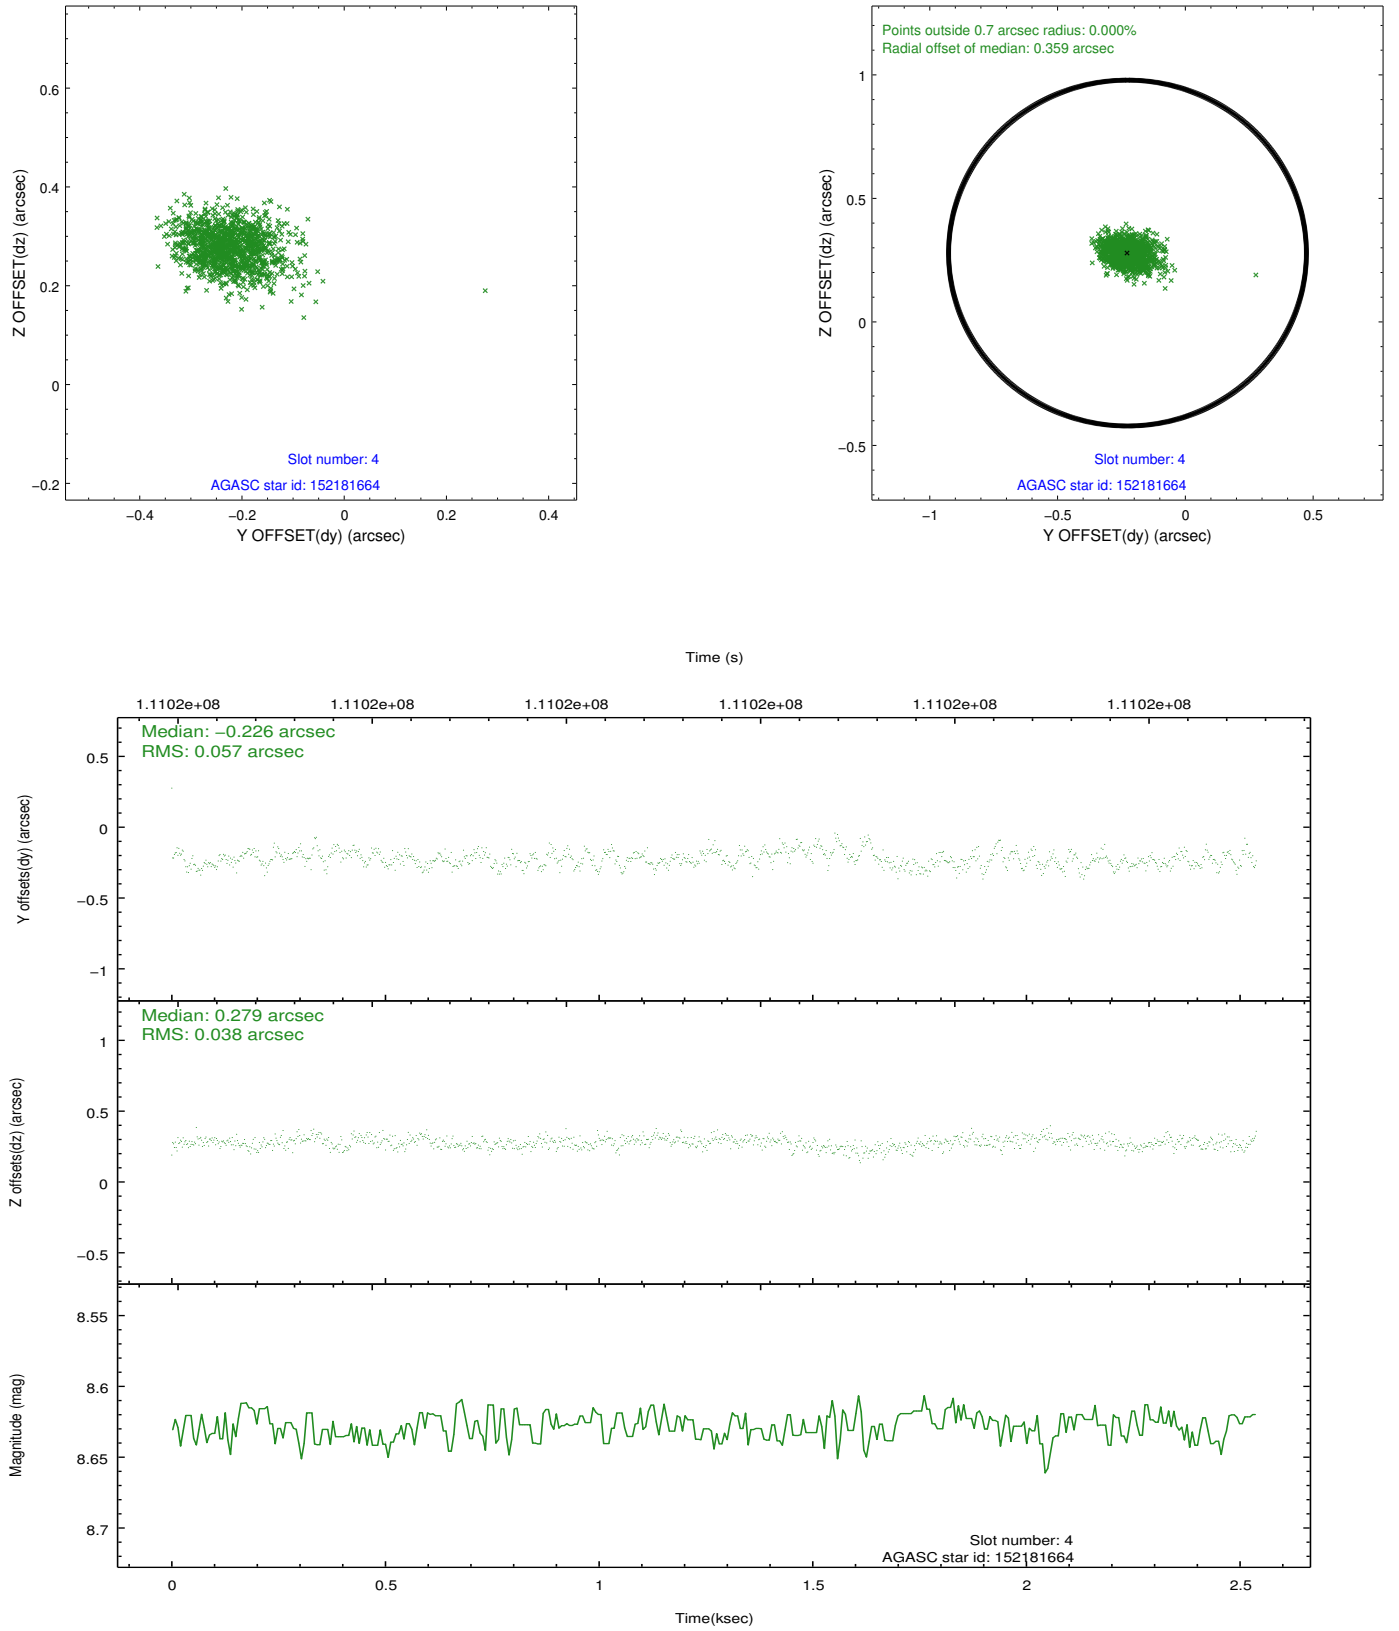 0.6
0.4
0.2
0
−0.2
Z OFFSET(dz) (arcsec)
Slot number: 4
AGASC star id: 152181664
−0.4
−0.2
0
0.2
0.4
Y OFFSET(dy) (arcsec)
Points outside 0.7 arcsec radius: 0.000%
Radial offset of median: 0.359 arcsec
1
0.5
0
−0.5
Z OFFSET(dz) (arcsec)
Slot number: 4
AGASC star id: 152181664
−1
−0.5
0
0.5
Y OFFSET(dy) (arcsec)
Time (s)
1.1102e+08
1.1102e+08
1.1102e+08
1.1102e+08
1.1102e+08
1.1102e+08
Median: −0.226 arcsec
RMS: 0.057 arcsec
0.5
0
−0.5
−1
Y offsets(dy) (arcsec)
Median: 0.279 arcsec
RMS: 0.038 arcsec
1
0.5
0
−0.5
Z offsets(dz) (arcsec)
8.55
8.6
8.65
8.7
Magnitude (mag)
Slot number: 4
AGASC star id: 152181664
0
0.5
1
1.5
2
2.5
Time(ksec)